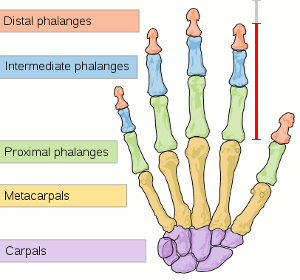 Distal phalanges
Intermediate phalanges
Proximal phalanges
Metacarpals
Carpals